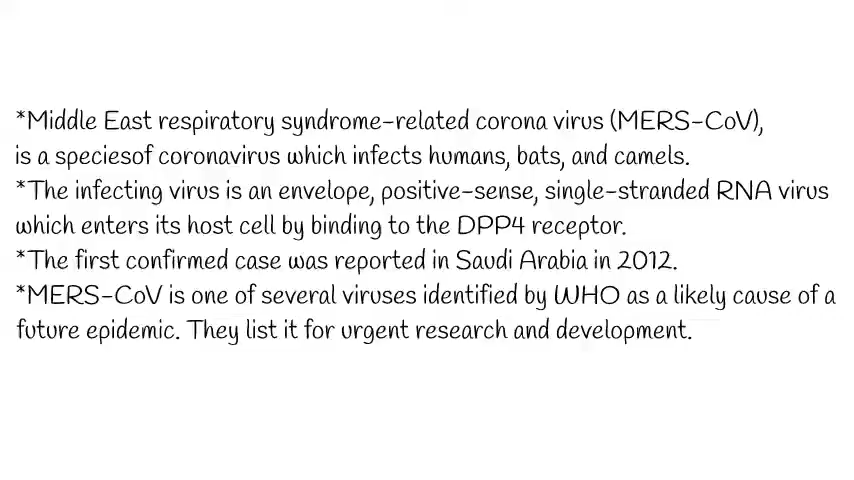 *Middle East respiratory syndrome-related corona virus (MERS-CoV),
is a speciesof coronavirus which infects humans, bats, and camels.
*The infecting virus is an envelope, positive-sense, single-stranded RNA virus
which enters its host cell by binding to the DPP4 receptor.
*The first confirmed case was reported in Saudi Arabia in 2012.
*MERS-CoV is one of several viruses identified by WHO as a likely cause of a
future epidemic. They list it for urgent research and development.